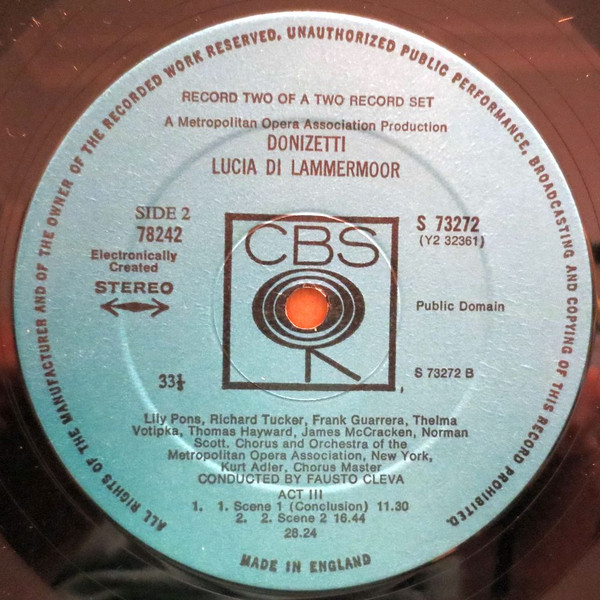 ALL RIGHTS OF THE MANUFACTURER AND OF THE OWNER OF THE RECORDED WORK RESERVED. UNAUTHORIZED PUBLIC PERFORMANCE, BROADCASTING AND COPYING OF THIS RECORD PROHIBITED.
RECORD TWO OF A TWO RECORD SET
A Metropolitan Opera Association Production
DONIZETTI
LUCIA DI LAMMERMOOR
SIDE 2
78242
Electronically
Created
STEREO
33⅓
CBS
S 73272
(Y2 32361)
Public Domain
S 73272 B
Lily Pons, Richard Tucker, Frank Guarrera, Thelma
Votipka, Thomas Hayward, James McCracken, Norman
Scott. Chorus and Orchestra of the
Metropolitan Opera Association, New York,
Kurt Adler, Chorus Master
CONDUCTED BY FAUSTO CLEVA
ACT III
1. 1. Scene 1 (Conclusion) 11.30
2. 2. Scene 2 16.44
28.24
MADE IN ENGLAND